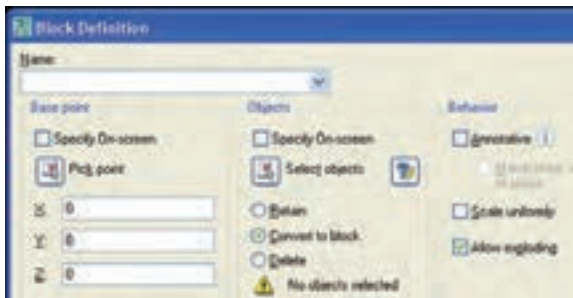 Block Definition
Name:
Base point
Specify On-screen
Pick point
X: 0
Y: 0
Z: 0
Objects
Specify On-screen
Select objects
Retain
Convert to block
Delete
No objects selected
Behavior
Annotative
Scale uniformly
Allow exploding